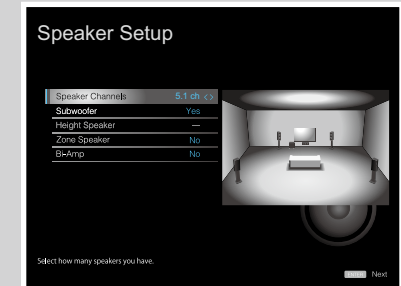 Speaker Setup
Speaker Channels 5.1 ch < >
Subwoofer Yes
Height Speaker ---
Zone Speaker No
Bi-Amp No
Select how many speakers you have.
ENTER Next